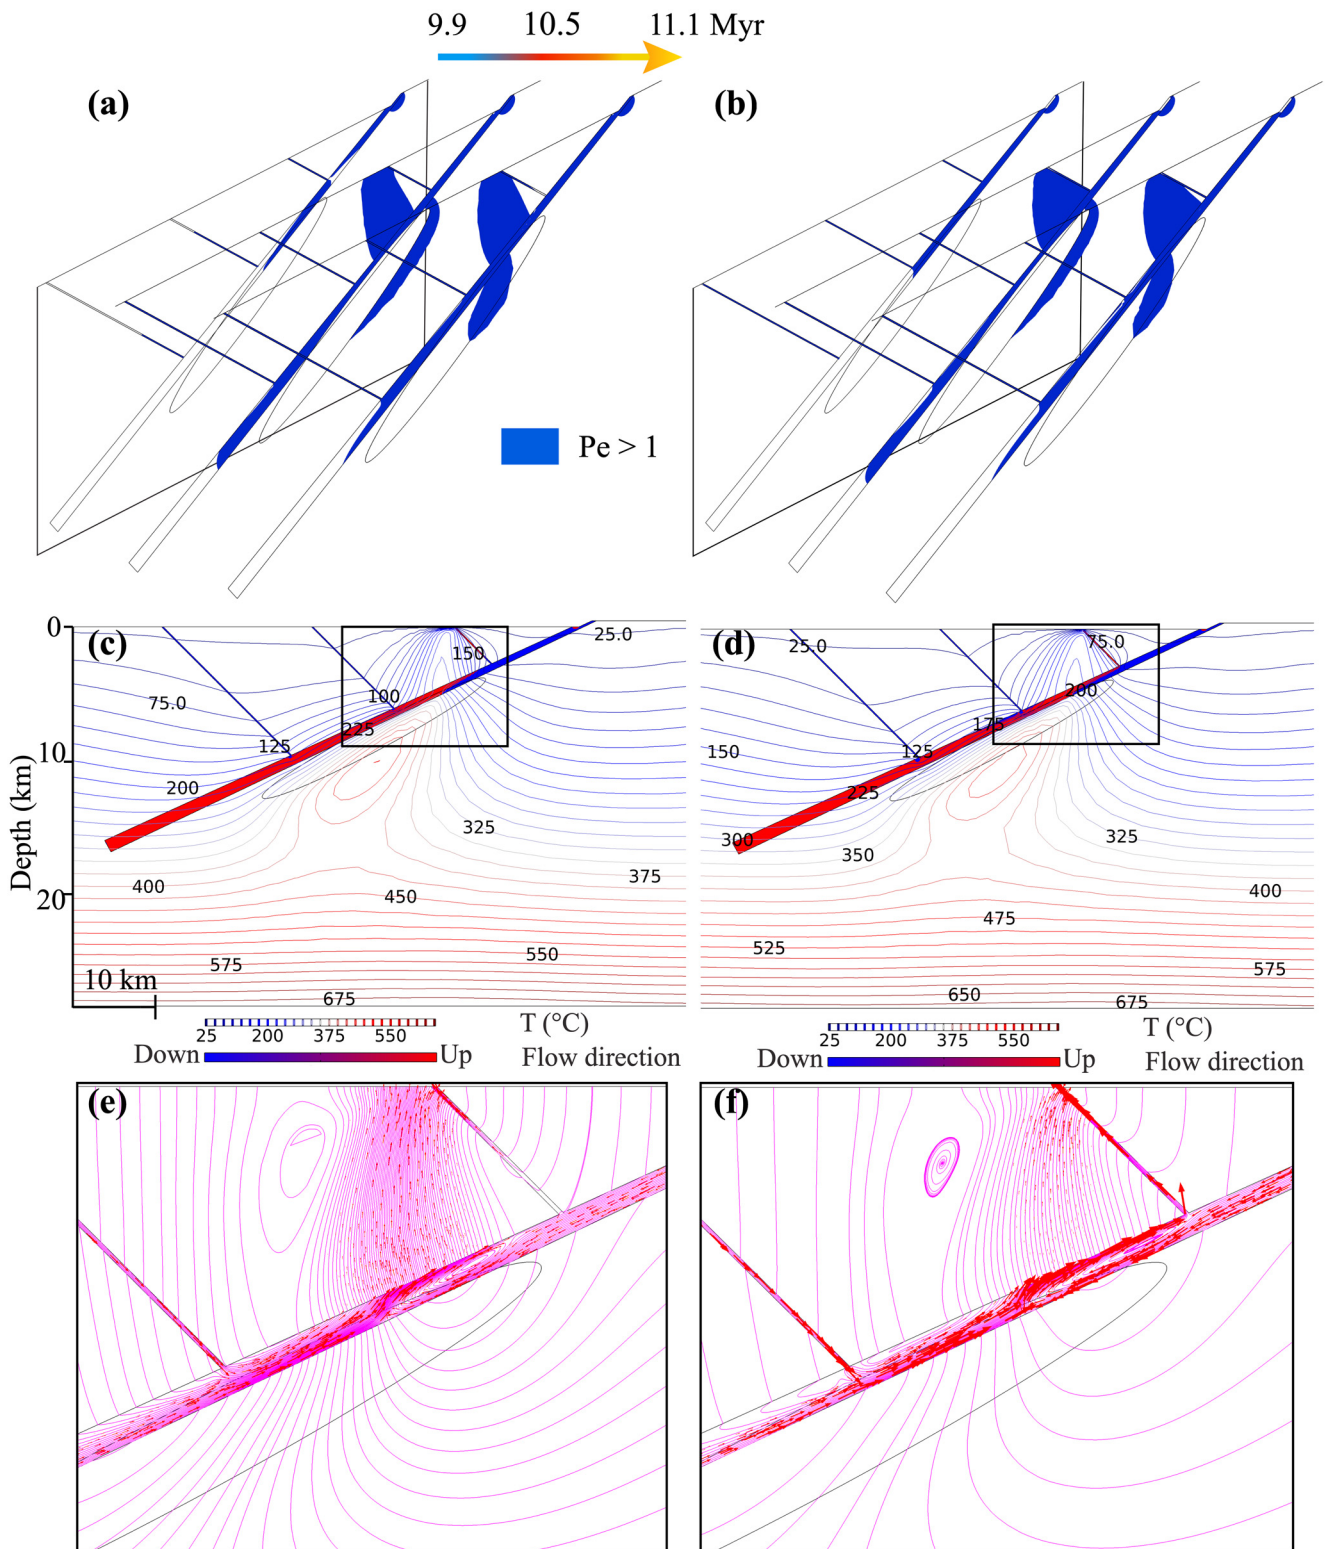 9.9 10.5 11.1 Myr
(a) (b)
Pe > 1
0 (c) 25.0 (d) 75.0
150 25.0
100 200
75.0 225 175
125 150 125
10 200 225
325 300 325
350
400 375 400
20 450 475
550 525
575 575
10 km 675 650 675
Depth (km)
25 200 375 550 T (°C)
Down Up Flow direction
25 200 375 550 T (°C)
Down Up Flow direction
(e) (f)